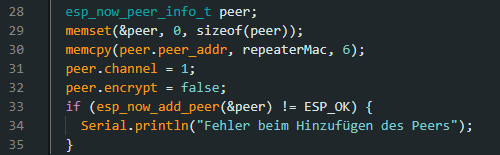 28 esp_now_peer_info_t peer;
29 memset(&peer, 0, sizeof(peer));
30 memcpy(peer.peer_addr, repeaterMac, 6);
31 peer.channel = 1;
32 peer.encrypt = false;
33 if (esp_now_add_peer(&peer) != ESP_OK) {
34 Serial.println("Fehler beim Hinzufügen des Peers");
35 }